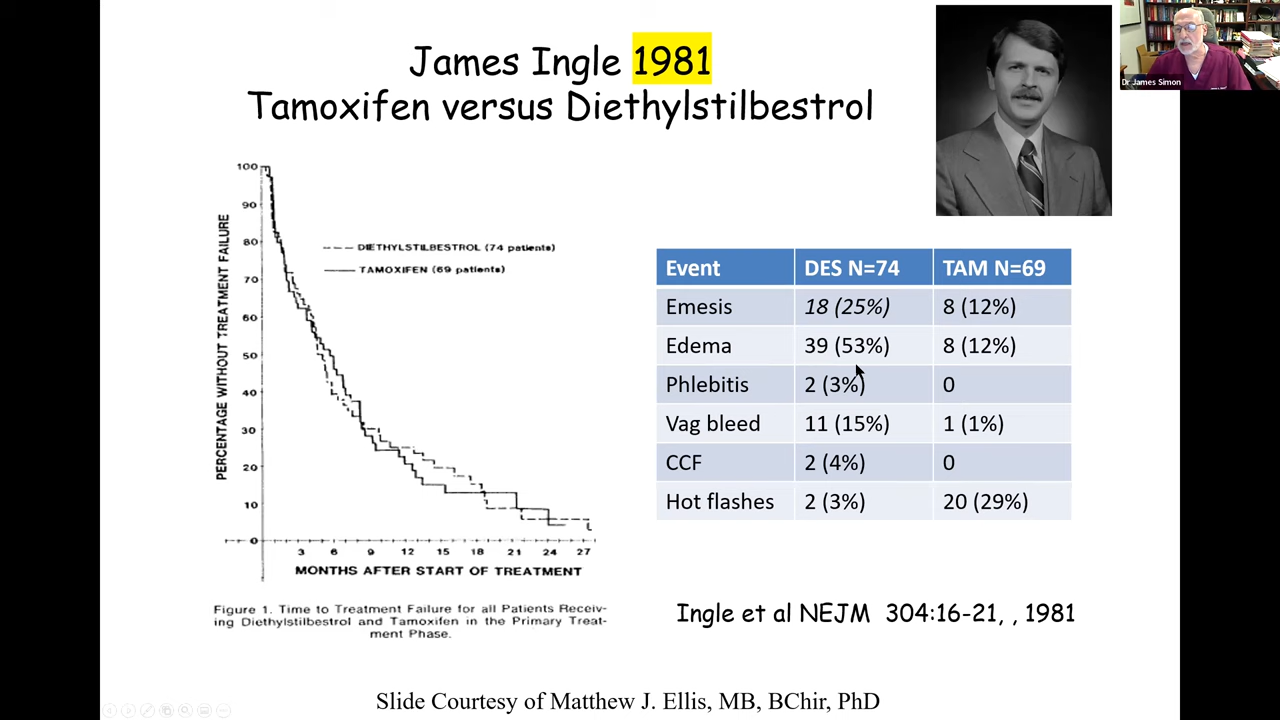 James Ingle 1981
Tamoxifen versus Diethylstilbestrol
Dr James Simon
100
90
80
70
60
50
40
30
20
10
0
PERCENTAGE WITHOUT TREATMENT FAILURE
DIETHYLSTILBESTROL (74 patients)
TAMOXIFEN (69 patients)
3 6 9 12 15 18 21 24 27
MONTHS AFTER START OF TREATMENT
Figure 1. Time to Treatment Failure for all Patients Receiv-
ing Diethylstilbestrol and Tamoxifen in the Primary Treat-
ment Phase.
Event DES N=74 TAM N=69
Emesis 18 (25%) 8 (12%)
Edema 39 (53%) 8 (12%)
Phlebitis 2 (3%) 0
Vag bleed 11 (15%) 1 (1%)
CCF 2 (4%) 0
Hot flashes 2 (3%) 20 (29%)
Ingle et al NEJM 304:16-21, , 1981
Slide Courtesy of Matthew J. Ellis, MB, BChir, PhD